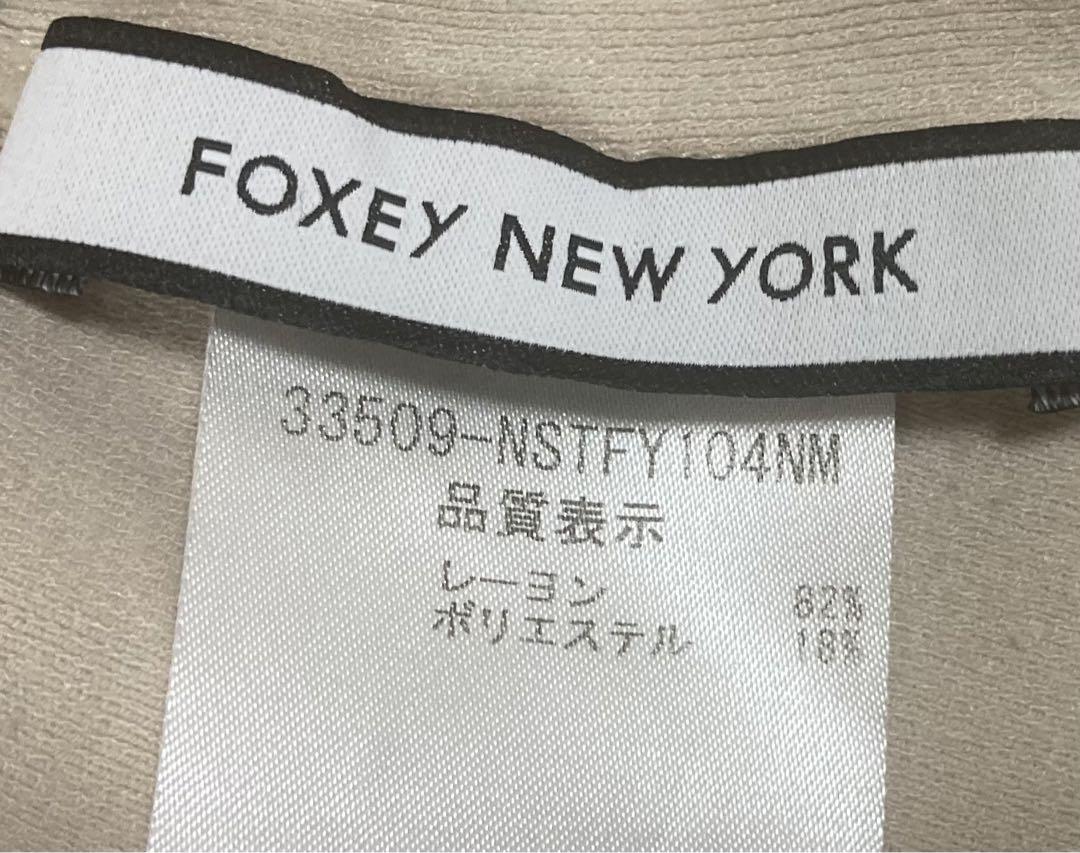 FOXEY NEW YORK
33509-NSTFY104NM
品質表示
レーヨン 82%
ポリエステル 18%